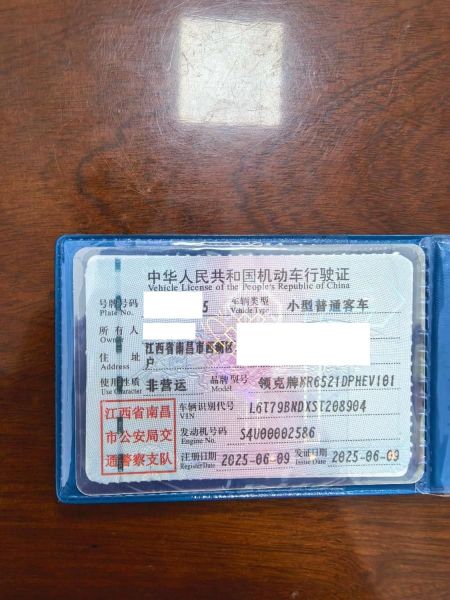 中华人民共和国机动车行驶证
Vehicle License of the People's Republic of China
号牌号码 5 车辆类型 小型普通客车
Plate No. Vehicle Type
所有人
Owner
住址 江西省南昌市西湖区
Address 户
使用性质 非营运 品牌型号 领克牌MR6521DPHEV101
Use Character Model
江西省南昌
市公安局交
通警察支队
车辆识别代号 L6T79BNDXST208904
VIN
发动机号码 S4U00002586
Engine No.
注册日期 2025-06-09 发证日期 2025-06-09
Register Date Issue Date